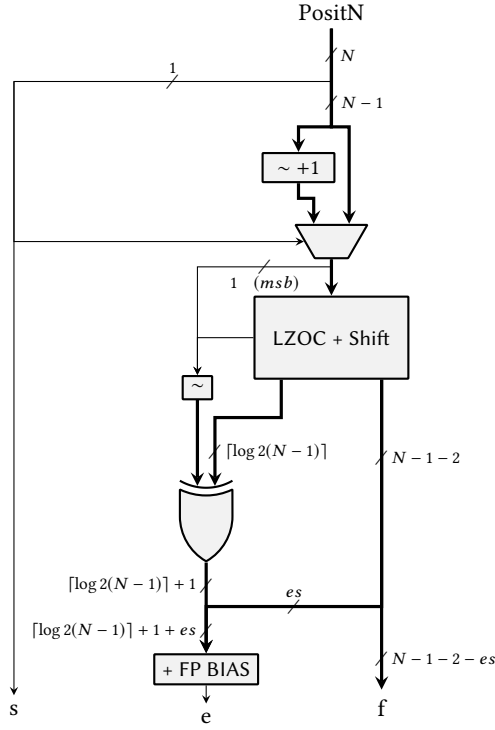 PositN
N
1
N − 1
∼ +1
1 (msb)
LZOC + Shift
∼
⌈log 2(N − 1)⌉
N − 1 − 2
⌈log 2(N − 1)⌉ + 1
es
⌈log 2(N − 1)⌉ + 1 + es
+ FP BIAS
N − 1 − 2 − es
s
e
f